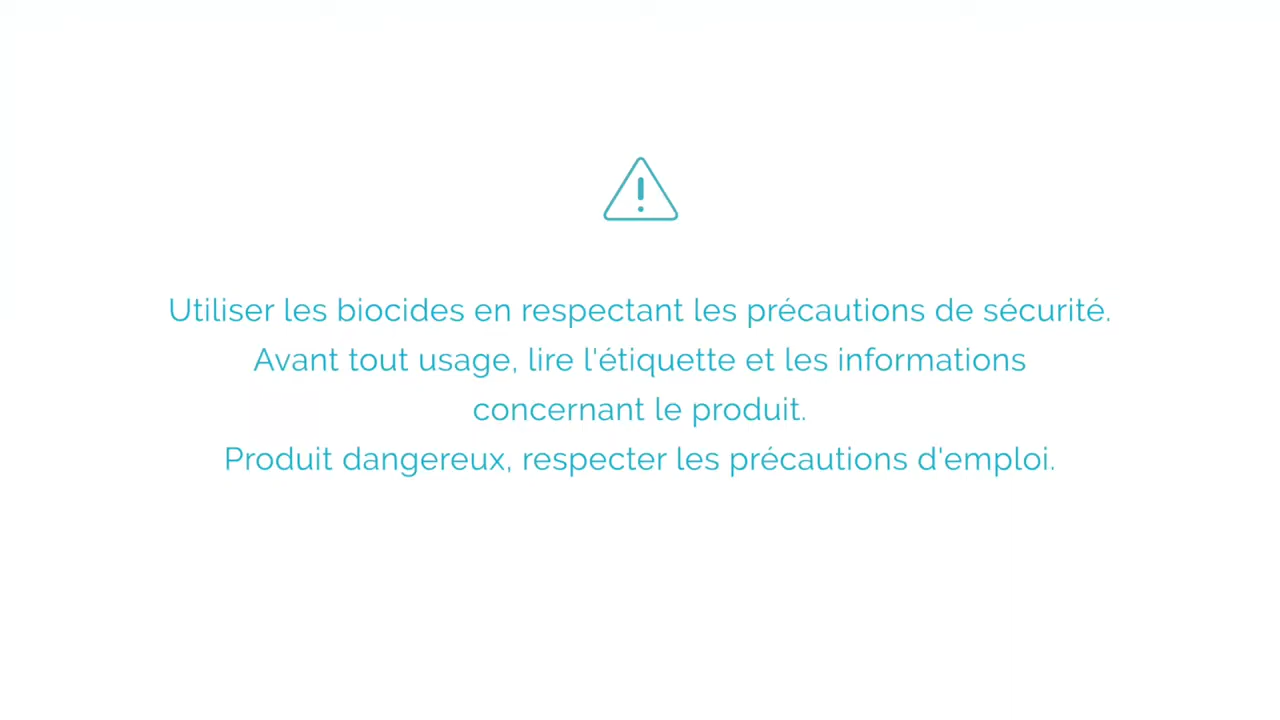 Utiliser les biocides en respectant les précautions de sécurité.
Avant tout usage, lire l'étiquette et les informations
concernant le produit.
Produit dangereux, respecter les précautions d'emploi.